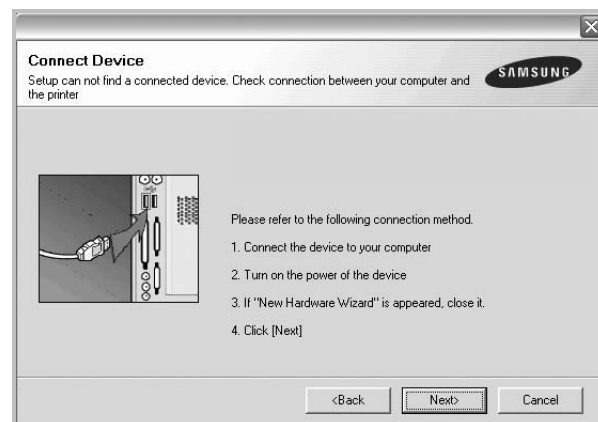 Connect Device
Setup can not find a connected device. Check connection between your computer and
the printer
SAMSUNG
Please refer to the following connection method.
1. Connect the device to your computer
2. Turn on the power of the device
3. If "New Hardware Wizard" is appeared, close it.
4. Click [Next]
<Back
Next>
Cancel